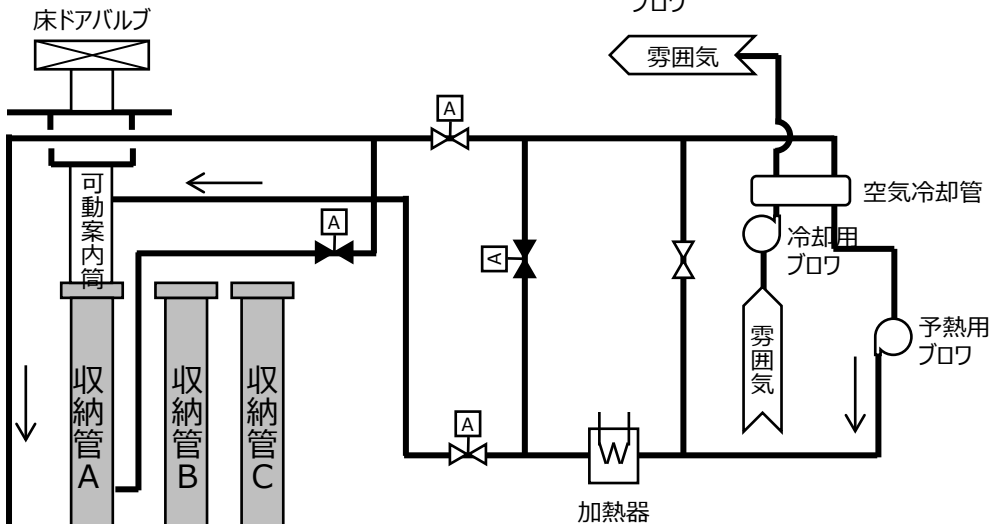 ブロワ
床ドアバルブ
雰囲気
A
可動案内筒
A
空気冷却管
A
冷却用
ブロワ
雰囲気
予熱用
ブロワ
収納管A
収納管B
収納管C
A
W
加熱器